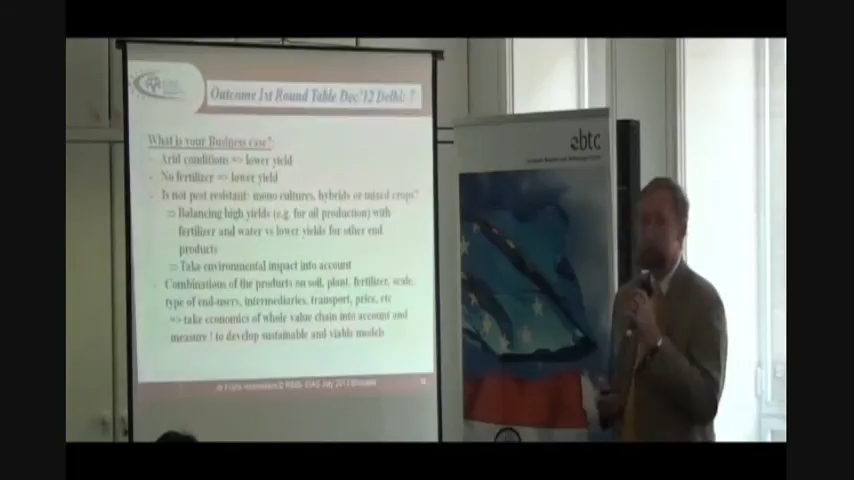 Outcome 1st Round Table Dec'12 Delhi: 7
What is your Business case?
- Arid conditions => lower yield
- No fertilizer => lower yield
- Is not pest resistant: mono cultures, hybrids or mixed crops?
⇒ Balancing high yields (e.g. for oil production) with
fertilizer and water vs lower yields for other end
products
⇒ Take environmental impact into account
- Combinations of the products on soil, plant, fertilizer, scale,
type of end-users, intermediaries, transport, price, etc
=> take economics of whole value chain into account and
measure ! to develop sustainable and viable models
ebtc